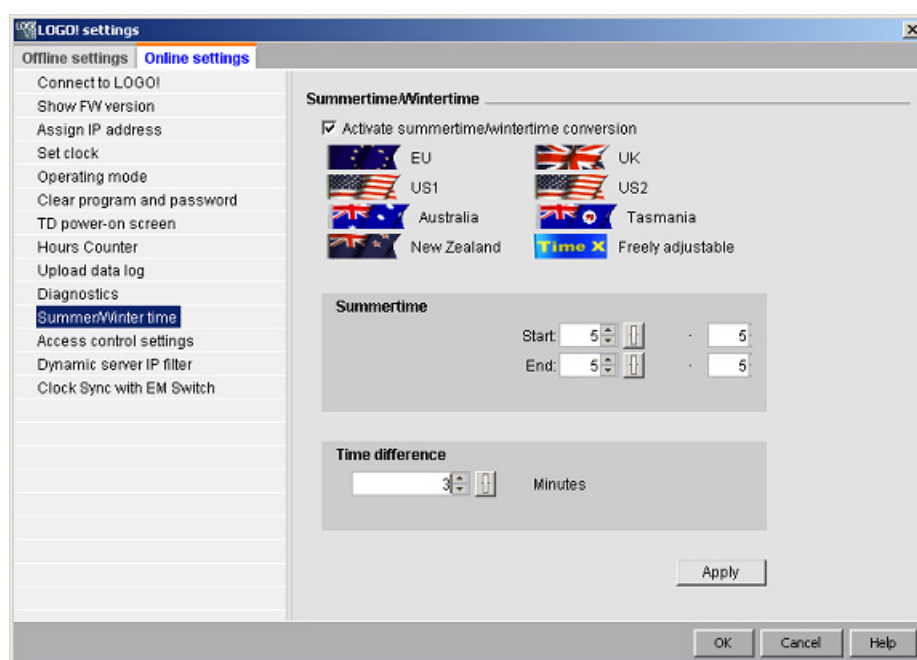 LOGO! settings
Offline settings Online settings
Connect to LOGO!
Show FW version
Assign IP address
Set clock
Operating mode
Clear program and password
TD power-on screen
Hours Counter
Upload data log
Diagnostics
Summer/Winter time
Access control settings
Dynamic server IP filter
Clock Sync with EM Switch
Summertime/Wintertime
Activate summertime/wintertime conversion
EU UK
US1 US2
Australia Tasmania
New Zealand Time X Freely adjustable
Summertime
Start: 5 . 5
End: 5 . 5
Time difference
3 Minutes
Apply
OK Cancel Help